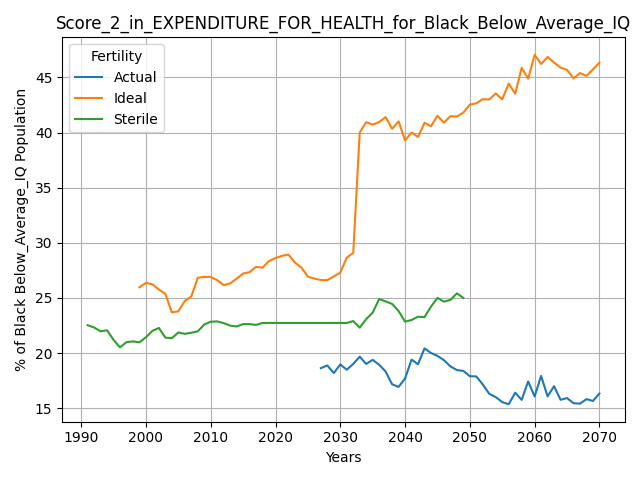 Score_2_in_EXPENDITURE_FOR_HEALTH_for_Black_Below_Average_IQ
Fertility
Actual
Ideal
Sterile
% of Black Below_Average_IQ Population
45
40
35
30
25
20
15
1990 2000 2010 2020 2030 2040 2050 2060 2070
Years